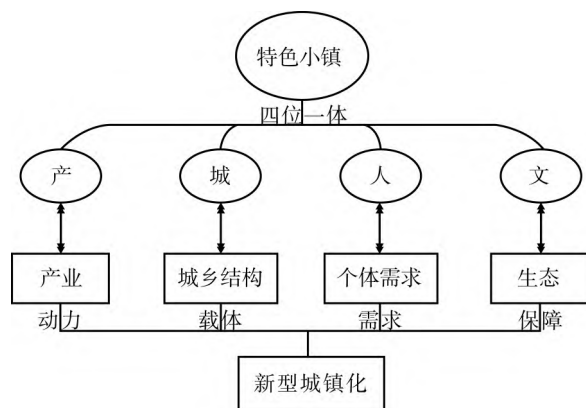 特色小镇
四位一体
产
城
人
文
产业
城乡结构
个体需求
生态
动力
载体
需求
保障
新型城镇化